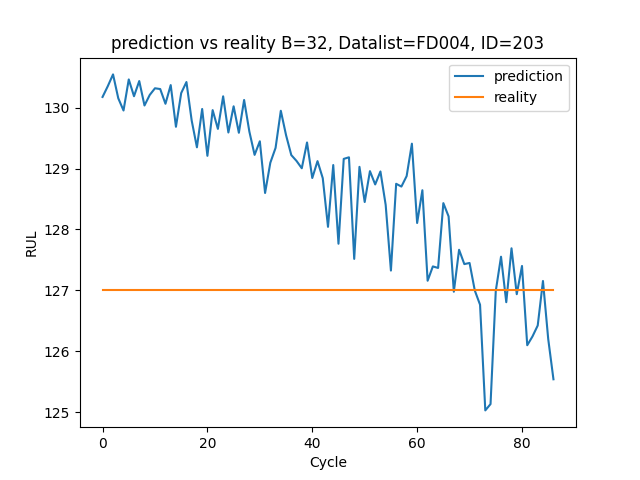 prediction vs reality B=32, Datalist=FD004, ID=203
prediction
reality
RUL
130
129
128
127
126
125
0 20 40 60 80
Cycle